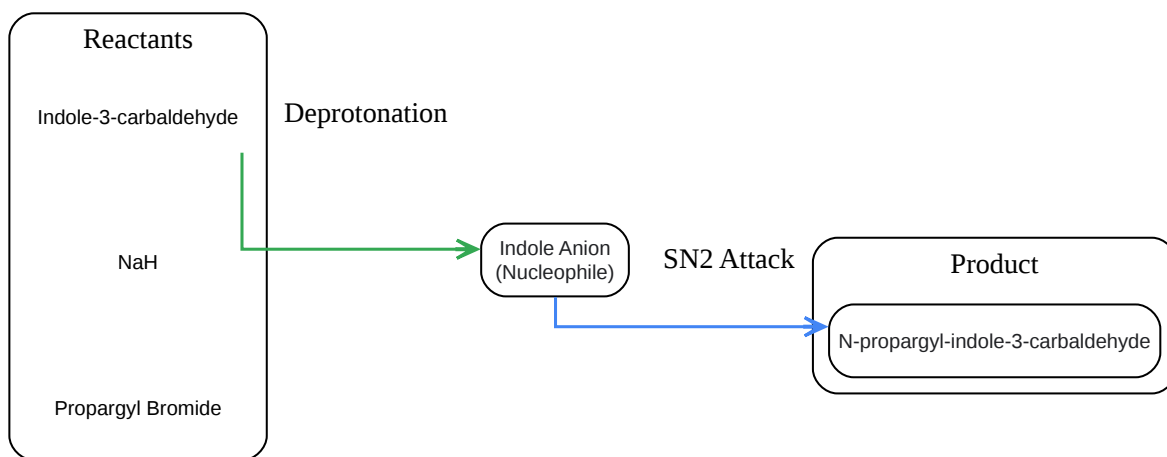 Reactants
Indole-3-carbaldehyde
Deprotonation
NaH
Indole Anion
(Nucleophile)
SN2 Attack
Product
N-propargyl-indole-3-carbaldehyde
Propargyl Bromide